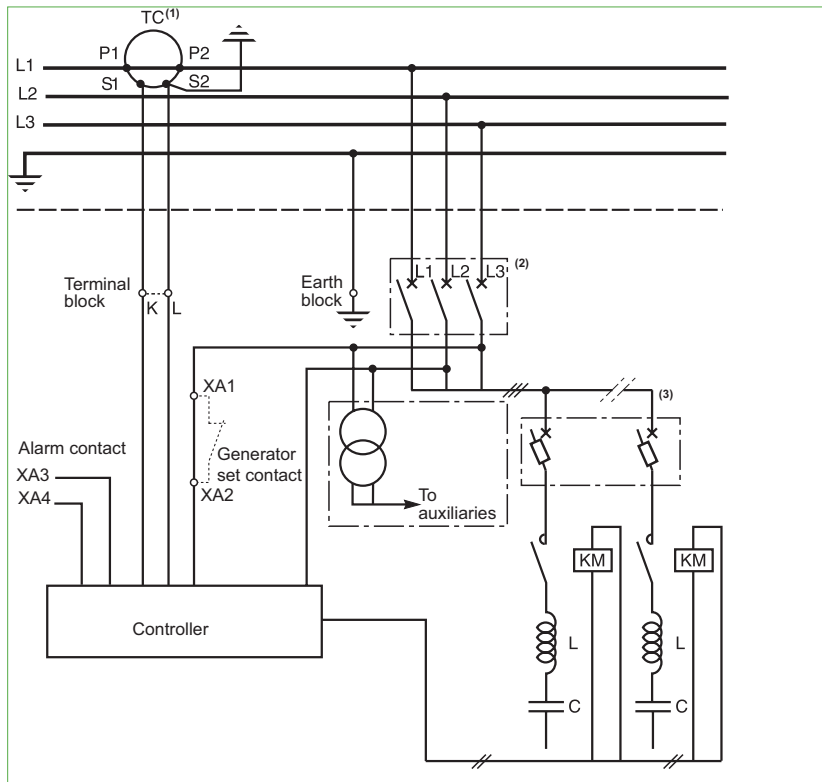 TC(1)
P1
P2
L1
S1
S2
L2
L3
L1
L2
L3
(2)
Terminal
block
K
L
Earth
block
XA1
(3)
Alarm contact
Generator
set contact
XA3
XA2
XA4
To
auxiliaries
KM
KM
Controller
L
L
C
C